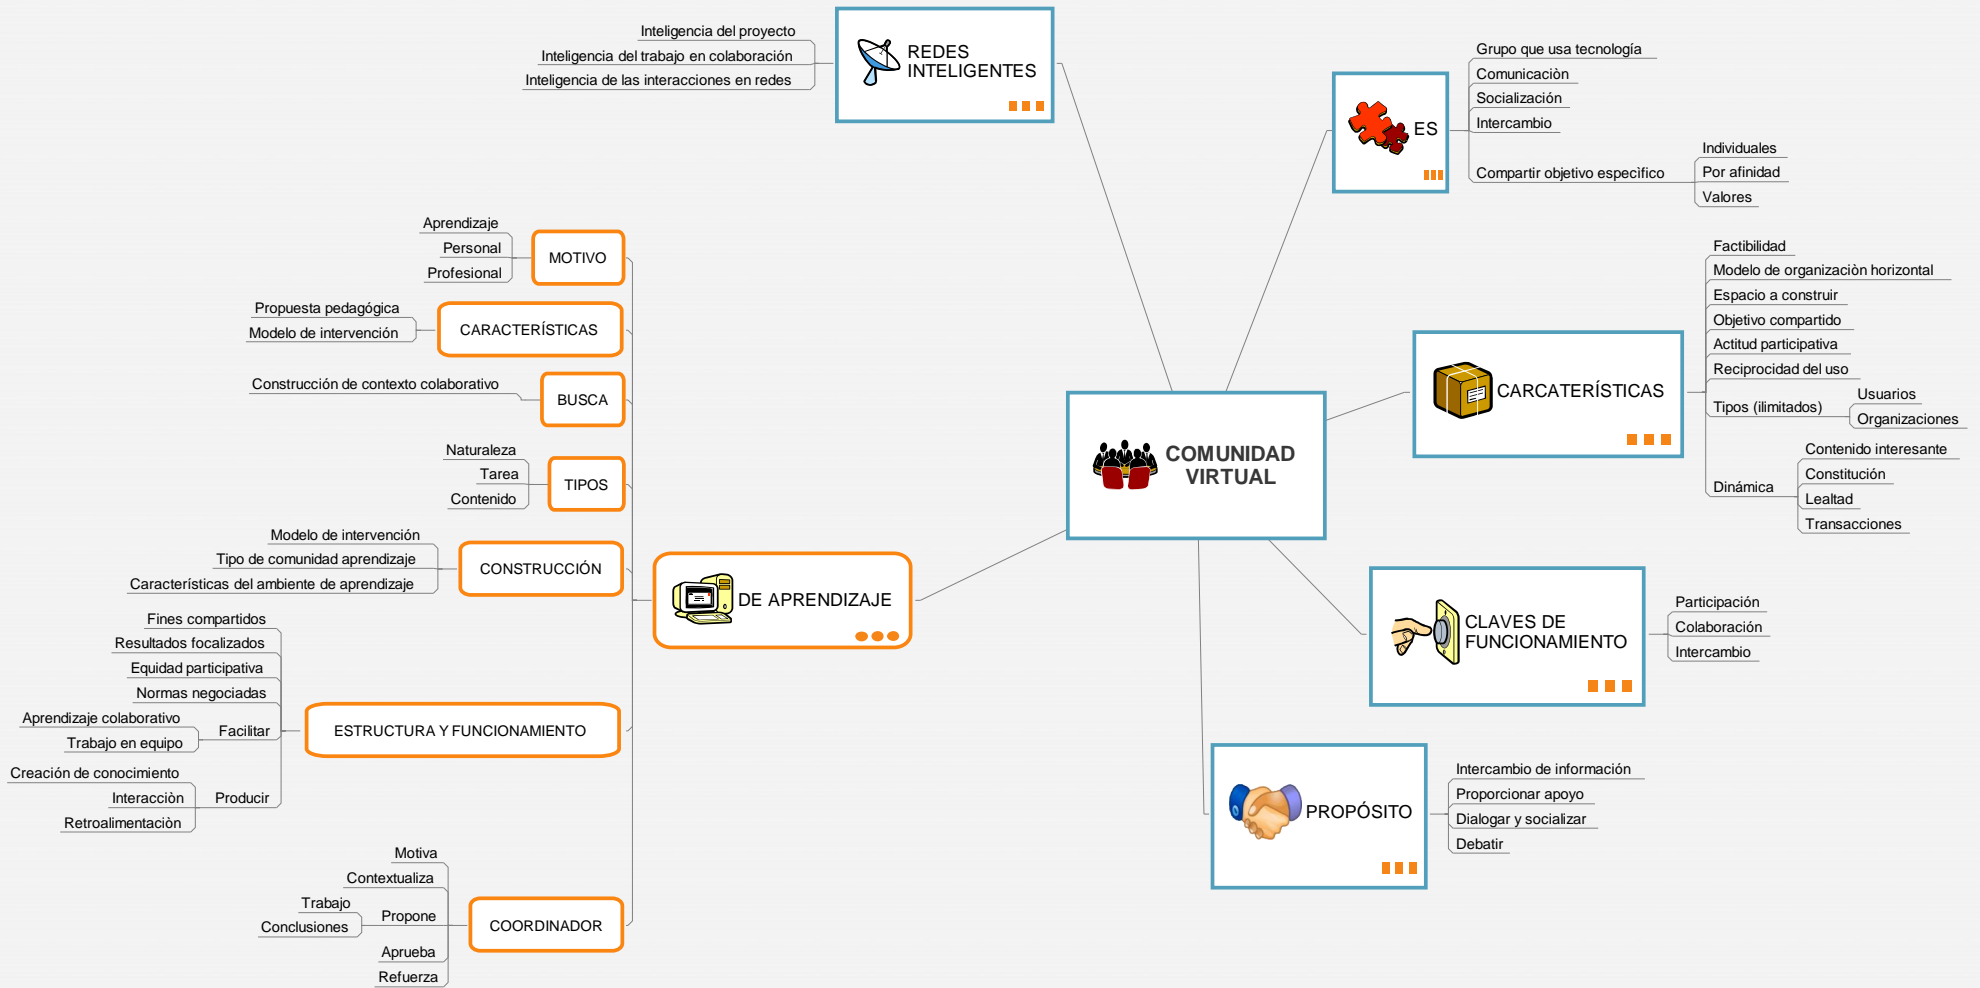 COMUNIDAD
VIRTUAL
REDES
INTELIGENTES
Inteligencia del proyecto
Inteligencia del trabajo en colaboración
Inteligencia de las interacciones en redes
ES
Grupo que usa tecnología
Comunicaciòn
Socialización
Intercambio
Compartir objetivo especìfico
Individuales
Por afinidad
Valores
CARCATERÍSTICAS
Factibilidad
Modelo de organizaciòn horizontal
Espacio a construir
Objetivo compartido
Actitud participativa
Reciprocidad del uso
Tipos (ilimitados)
Usuarios
Organizaciones
Dinámica
Contenido interesante
Constitución
Lealtad
Transacciones
CLAVES DE
FUNCIONAMIENTO
Participación
Colaboración
Intercambio
PROPÓSITO
Intercambio de información
Proporcionar apoyo
Dialogar y socializar
Debatir
DE APRENDIZAJE
MOTIVO
Aprendizaje
Personal
Profesional
CARACTERÍSTICAS
Propuesta pedagógica
Modelo de intervención
BUSCA
Construcción de contexto colaborativo
TIPOS
Naturaleza
Tarea
Contenido
CONSTRUCCIÓN
Modelo de intervención
Tipo de comunidad aprendizaje
Características del ambiente de aprendizaje
ESTRUCTURA Y FUNCIONAMIENTO
Fines compartidos
Resultados focalizados
Equidad participativa
Normas negociadas
Facilitar
Aprendizaje colaborativo
Trabajo en equipo
Producir
Creación de conocimiento
Interacciòn
Retroalimentaciòn
COORDINADOR
Motiva
Contextualiza
Propone
Trabajo
Conclusiones
Aprueba
Refuerza